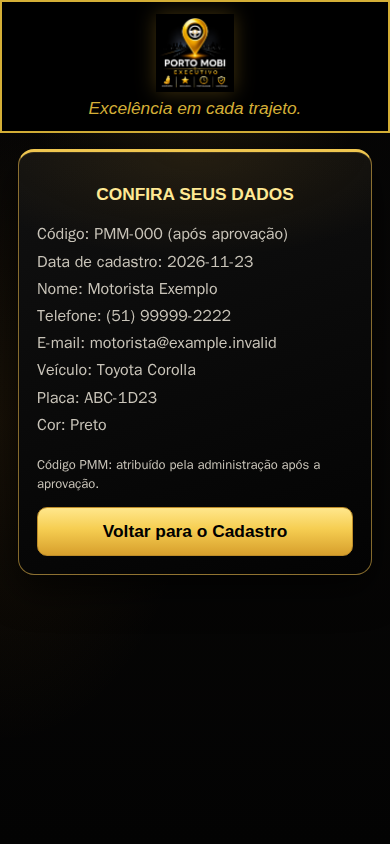 PORTO MOBI
EXECUTIVO
Excelência em cada trajeto.
CONFIRA SEUS DADOS
Código: PMM-000 (após aprovação)
Data de cadastro: 2026-11-23
Nome: Motorista Exemplo
Telefone: (51) 99999-2222
E-mail: motorista@example.invalid
Veículo: Toyota Corolla
Placa: ABC-1D23
Cor: Preto
Código PMM: atribuído pela administração após a
aprovação.
Voltar para o Cadastro